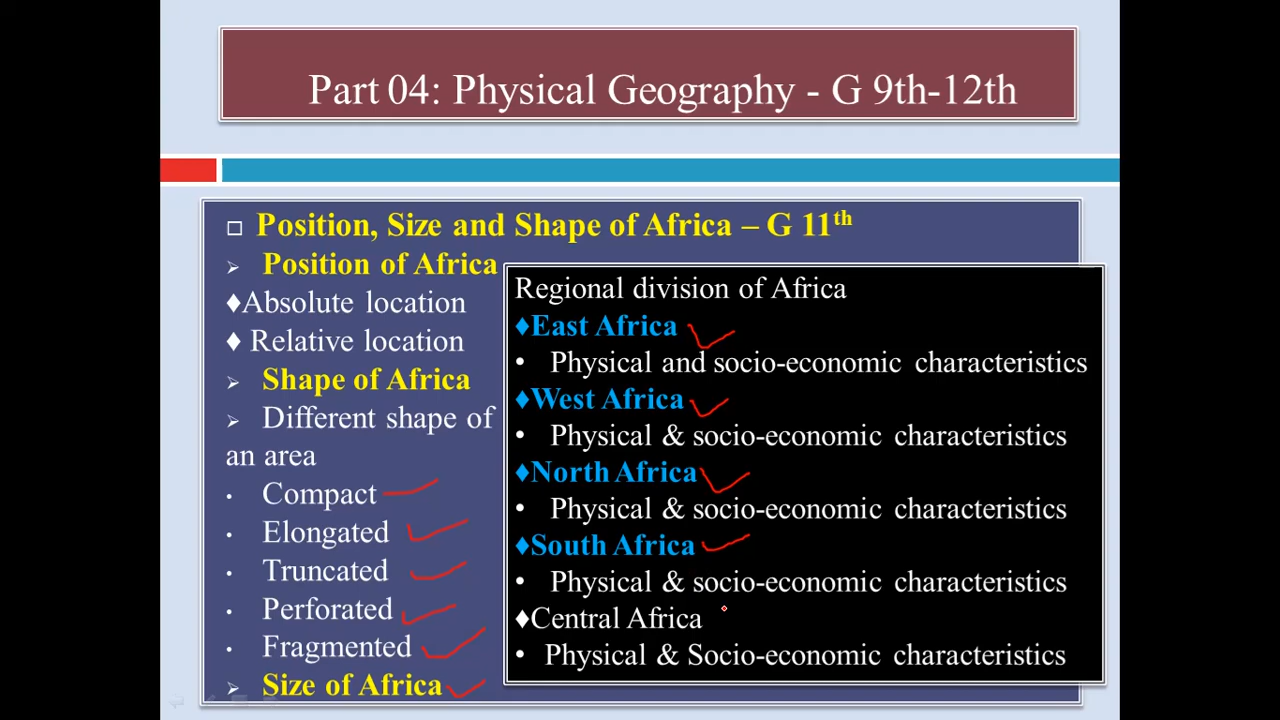 Part 04: Physical Geography - G 9th-12th
□ Position, Size and Shape of Africa – G 11th
➢ Position of Africa
♦Absolute location
♦ Relative location
➢ Shape of Africa
➢ Different shape of
an area
• Compact
• Elongated
• Truncated
• Perforated
• Fragmented
➢ Size of Africa
Regional division of Africa
♦East Africa
• Physical and socio-economic characteristics
♦West Africa
• Physical & socio-economic characteristics
♦North Africa
• Physical & socio-economic characteristics
♦South Africa
• Physical & socio-economic characteristics
♦Central Africa
• Physical & Socio-economic characteristics